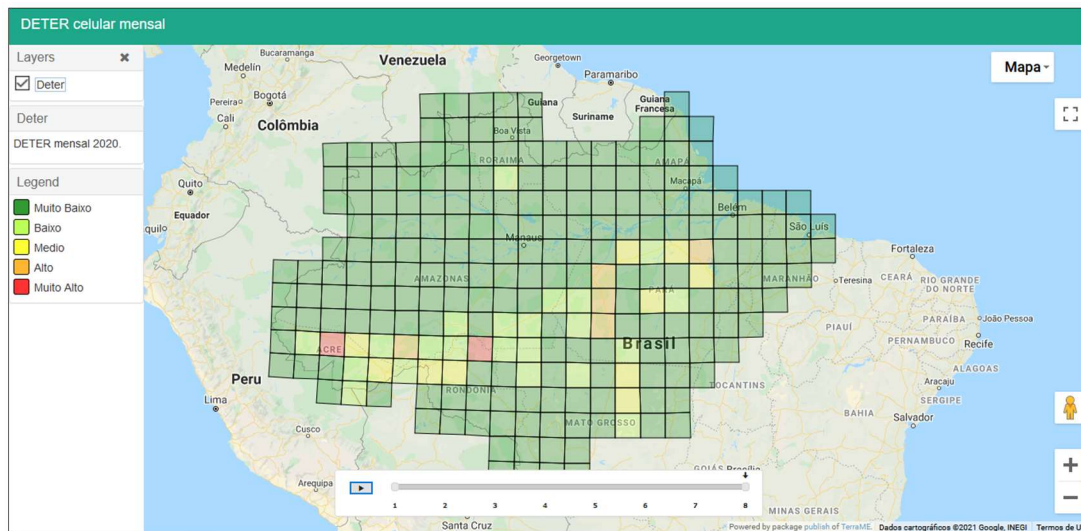 DETER celular mensal
Layers
Deter
Deter
DETER mensal 2020.
Legend
Muito Baixo
Baixo
Medio
Alto
Muito Alto
Mapa
Bucaramanga
Medellín
Venezuela
Georgetown
Paramaribo
Pereira
Bogotá
Cali
Colômbia
Guiana
Suriname
Guiana
Francesa
Boa Vista
RORAIMA
AMAPÁ
Macapá
Quito
Equador
quilo
Belém
São Luís
Manaus
Fortaleza
AMAZONAS
PARÁ
MARANHÃO
Teresina
CEARÁ
RIO GRANDE
DO NORTE
PARAÍBA
João Pessoa
PIAUÍ
PERNAMBUCO
Recife
ACRE
Brasil
ALAGOAS
Peru
RONDÔNIA
TOCANTINS
Aracaju
SERGIPE
Lima
BAHIA
Salvador
MATO GROSSO
Cusco
GOIÁS
Brasília
Arequipa
1 2 3 4 5 6 7 8
MINAS GERAIS
Santa Cruz
Powered by package publish of TerraME.
Dados cartográficos ©2021 Google, INEGI
Termos de U